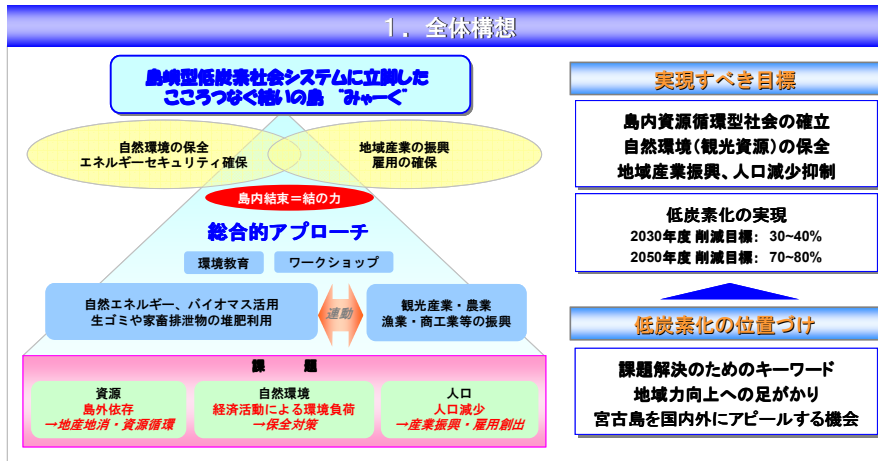 １．全体構想
島嶼型低炭素社会システムに立脚した
こころつなぐ結いの島 “みゃーく”
自然環境の保全
エネルギーセキュリティ確保
地域産業の振興
雇用の確保
島内結束＝結の力
総合的アプローチ
環境教育
ワークショップ
自然エネルギー、バイオマス活用
生ゴミや家畜排泄物の堆肥利用
連動
観光産業・農業
漁業・商工業等の振興
課　題
資源
島外依存
→地産地消・資源循環
自然環境
経済活動による環境負荷
→保全対策
人口
人口減少
→産業振興・雇用創出
実現すべき目標
島内資源循環型社会の確立
自然環境（観光資源）の保全
地域産業振興、人口減少抑制
低炭素化の実現
2030年度 削減目標： 30~40%
2050年度 削減目標： 70~80%
低炭素化の位置づけ
課題解決のためのキーワード
地域力向上への足がかり
宮古島を国内外にアピールする機会